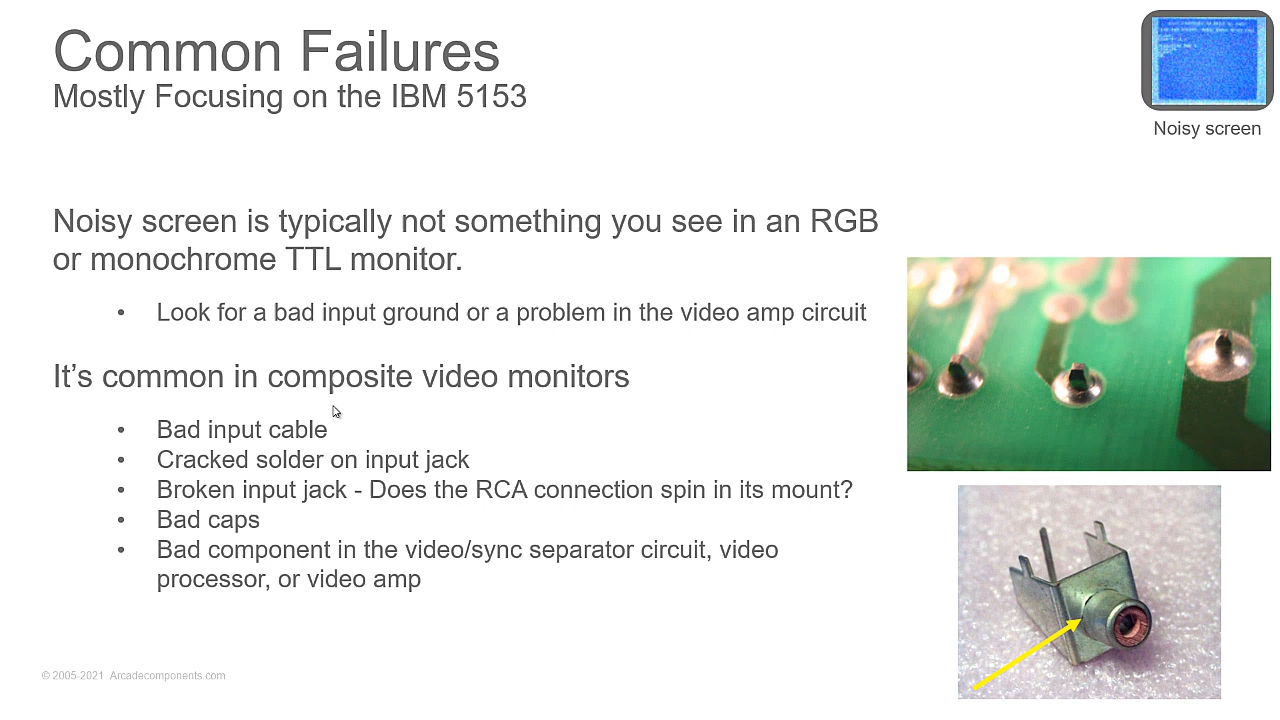 Common Failures
Mostly Focusing on the IBM 5153
Noisy screen
Noisy screen is typically not something you see in an RGB
or monochrome TTL monitor.
• Look for a bad input ground or a problem in the video amp circuit
It’s common in composite video monitors
• Bad input cable
• Cracked solder on input jack
• Broken input jack - Does the RCA connection spin in its mount?
• Bad caps
• Bad component in the video/sync separator circuit, video
processor, or video amp
© 2005-2021 Arcadecomponents.com